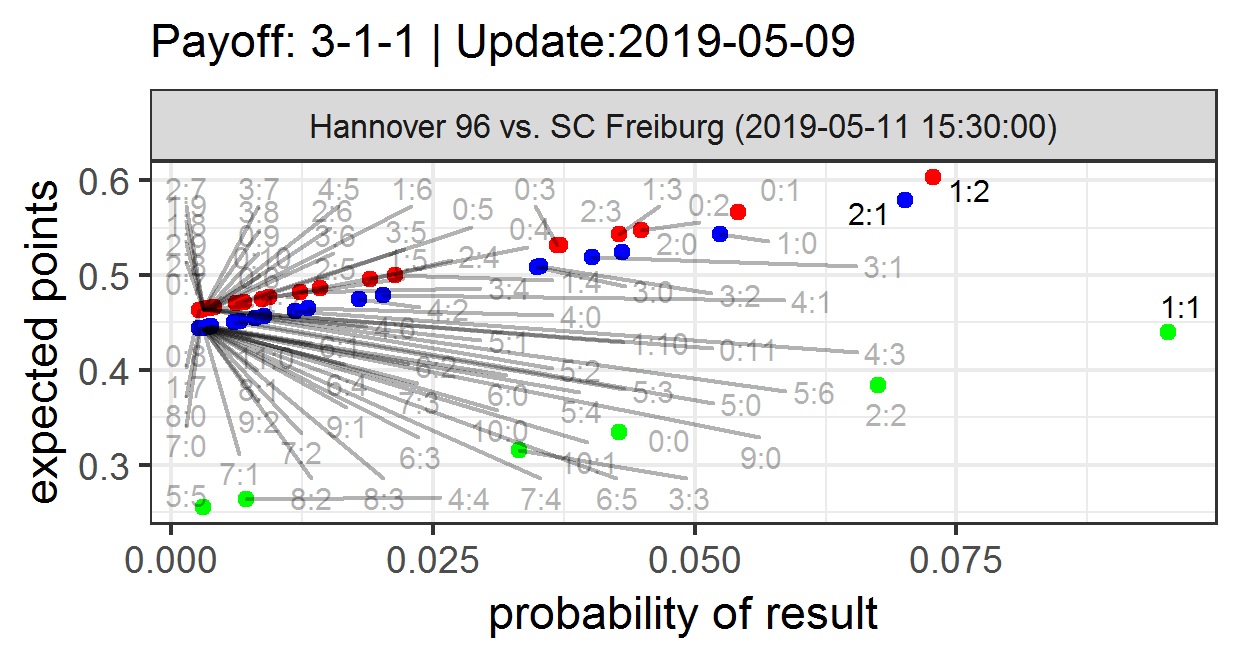 Payoff: 3-1-1 | Update:2019-05-09
Hannover 96 vs. SC Freiburg (2019-05-11 15:30:00)
expected points
0.6
0.5
0.4
0.3
2:7 3:7 4:5 1:6 0:3 1:3 0:1
1:2
1:9 3:8 2:6 0:5 2:3 0:2
2:1
1:8
0:9 3:6 3:5 0:4 2:0 1:0
2:9
0:10 1:5 2:4 3:1
2:5
0:6 3:4 1:4 3:0 3:2 4:1
4:2 4:0 1:1
4:6
6:1 5:1 1:10 0:11 4:3
0:8 11:0 6:2 5:2
1:7 8:1 6:4 6:0 5:3 5:6
7:3 5:4 5:0 2:2
8:0 9:2 9:1 10:0 0:0
7:0 7:2 6:3 10:1 9:0
7:1
5:5 8:2 8:3 4:4 7:4 6:5 3:3
0.000 0.025 0.050 0.075
probability of result